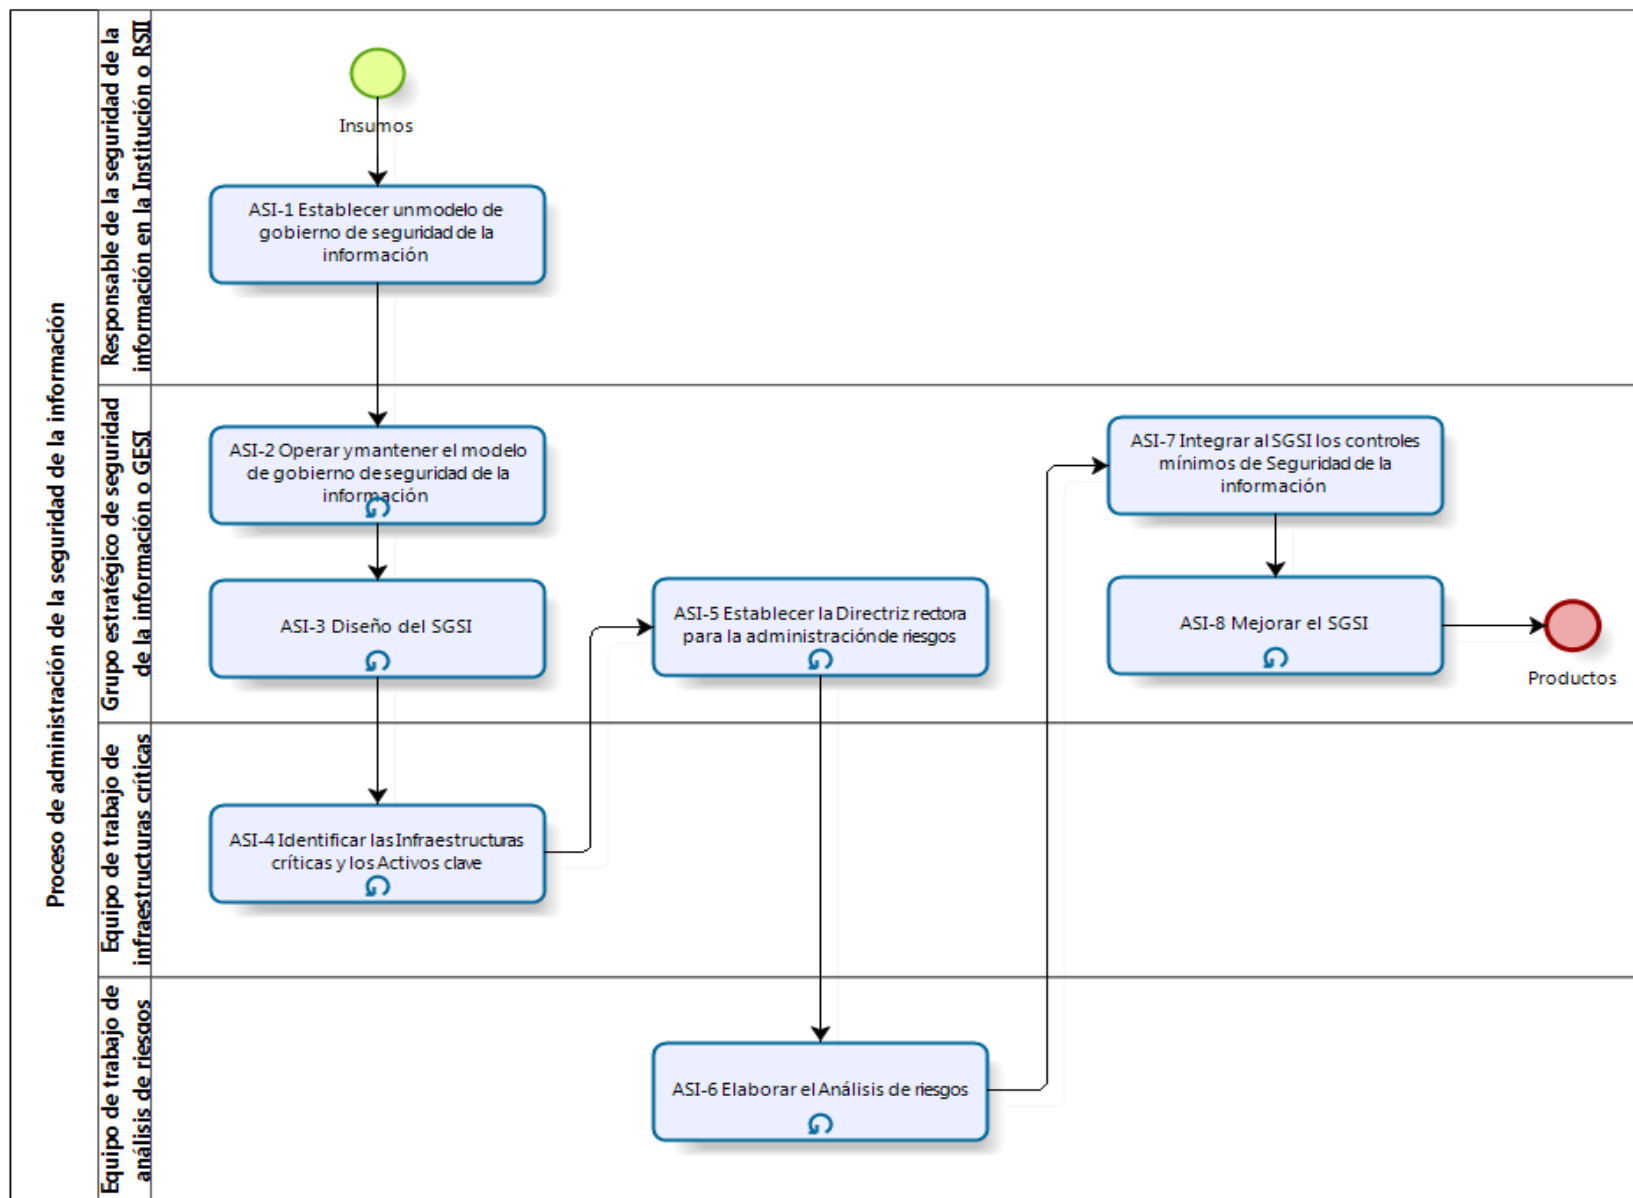 Proceso de administración de la seguridad de la información
Responsable de la seguridad de la
información en la Institución o RSII
Insumos
ASI-1 Establecer un modelo de
gobierno de seguridad de la
información
Grupo estratégico de seguridad
de la información o GESI
ASI-2 Operar y mantener el modelo
de gobierno de seguridad de la
información
ASI-3 Diseño del SGSI
ASI-5 Establecer la Directriz rectora
para la administración de riesgos
ASI-7 Integrar al SGSI los controles
mínimos de Seguridad de la
información
ASI-8 Mejorar el SGSI
Productos
Equipo de trabajo de
infraestructuras críticas
ASI-4 Identificar las Infraestructuras
críticas y los Activos clave
Equipo de trabajo de
análisis de riesgos
ASI-6 Elaborar el Análisis de riesgos